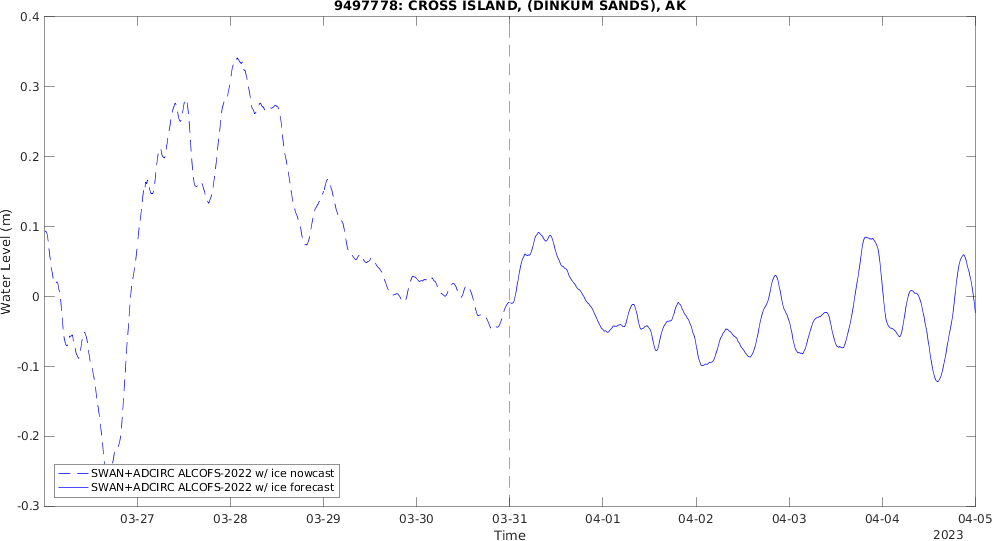 9497778: CROSS ISLAND, (DINKUM SANDS), AK
0.4
0.3
0.2
0.1
0
-0.1
-0.2
-0.3
Water Level (m)
SWAN+ADCIRC ALCOFS-2022 w/ ice nowcast
SWAN+ADCIRC ALCOFS-2022 w/ ice forecast
03-27 03-28 03-29 03-30 03-31 04-01 04-02 04-03 04-04 04-05
Time
2023